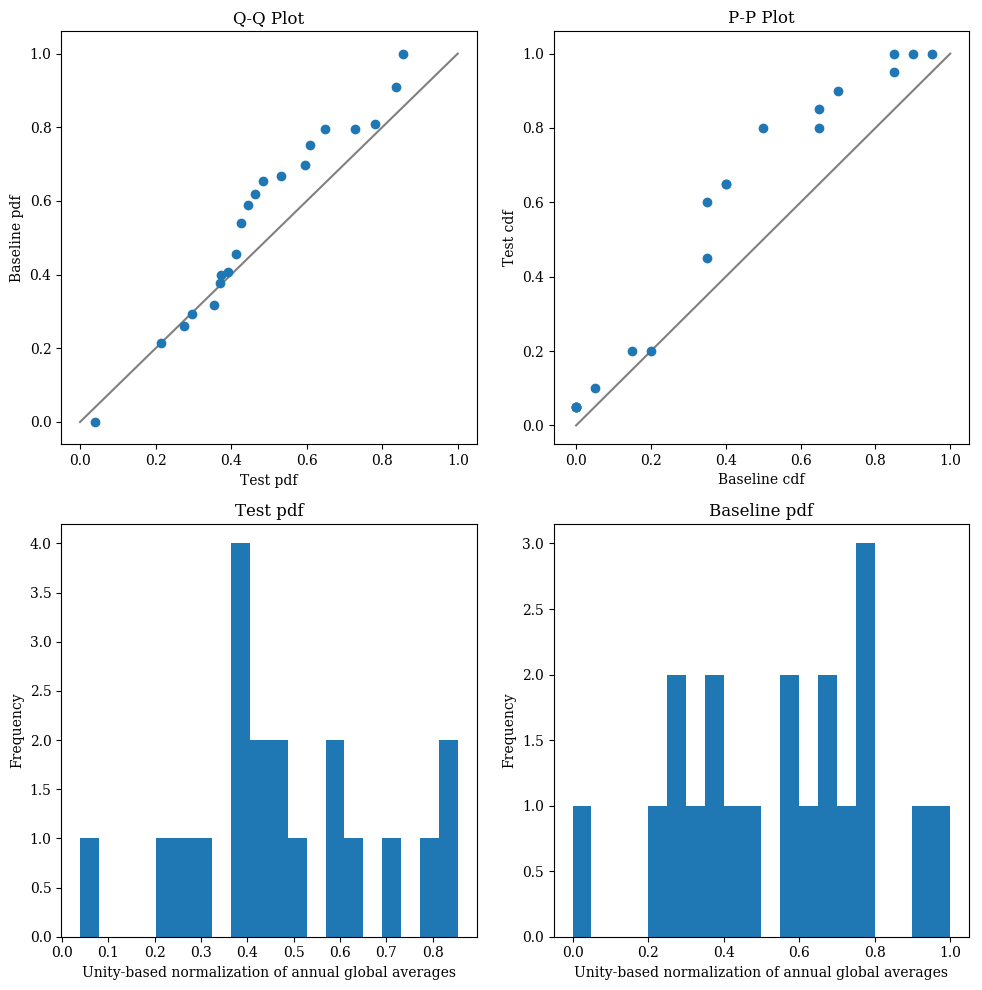 Q-Q Plot
1.0
0.8
0.6
0.4
0.2
0.0
Baseline pdf
0.0 0.2 0.4 0.6 0.8 1.0
Test pdf
P-P Plot
1.0
0.8
0.6
0.4
0.2
0.0
Test cdf
0.0 0.2 0.4 0.6 0.8 1.0
Baseline cdf
Test pdf
4.0
3.5
3.0
2.5
2.0
1.5
1.0
0.5
0.0
Frequency
0.0 0.1 0.2 0.3 0.4 0.5 0.6 0.7 0.8
Unity-based normalization of annual global averages
Baseline pdf
3.0
2.5
2.0
1.5
1.0
0.5
0.0
Frequency
0.0 0.2 0.4 0.6 0.8 1.0
Unity-based normalization of annual global averages